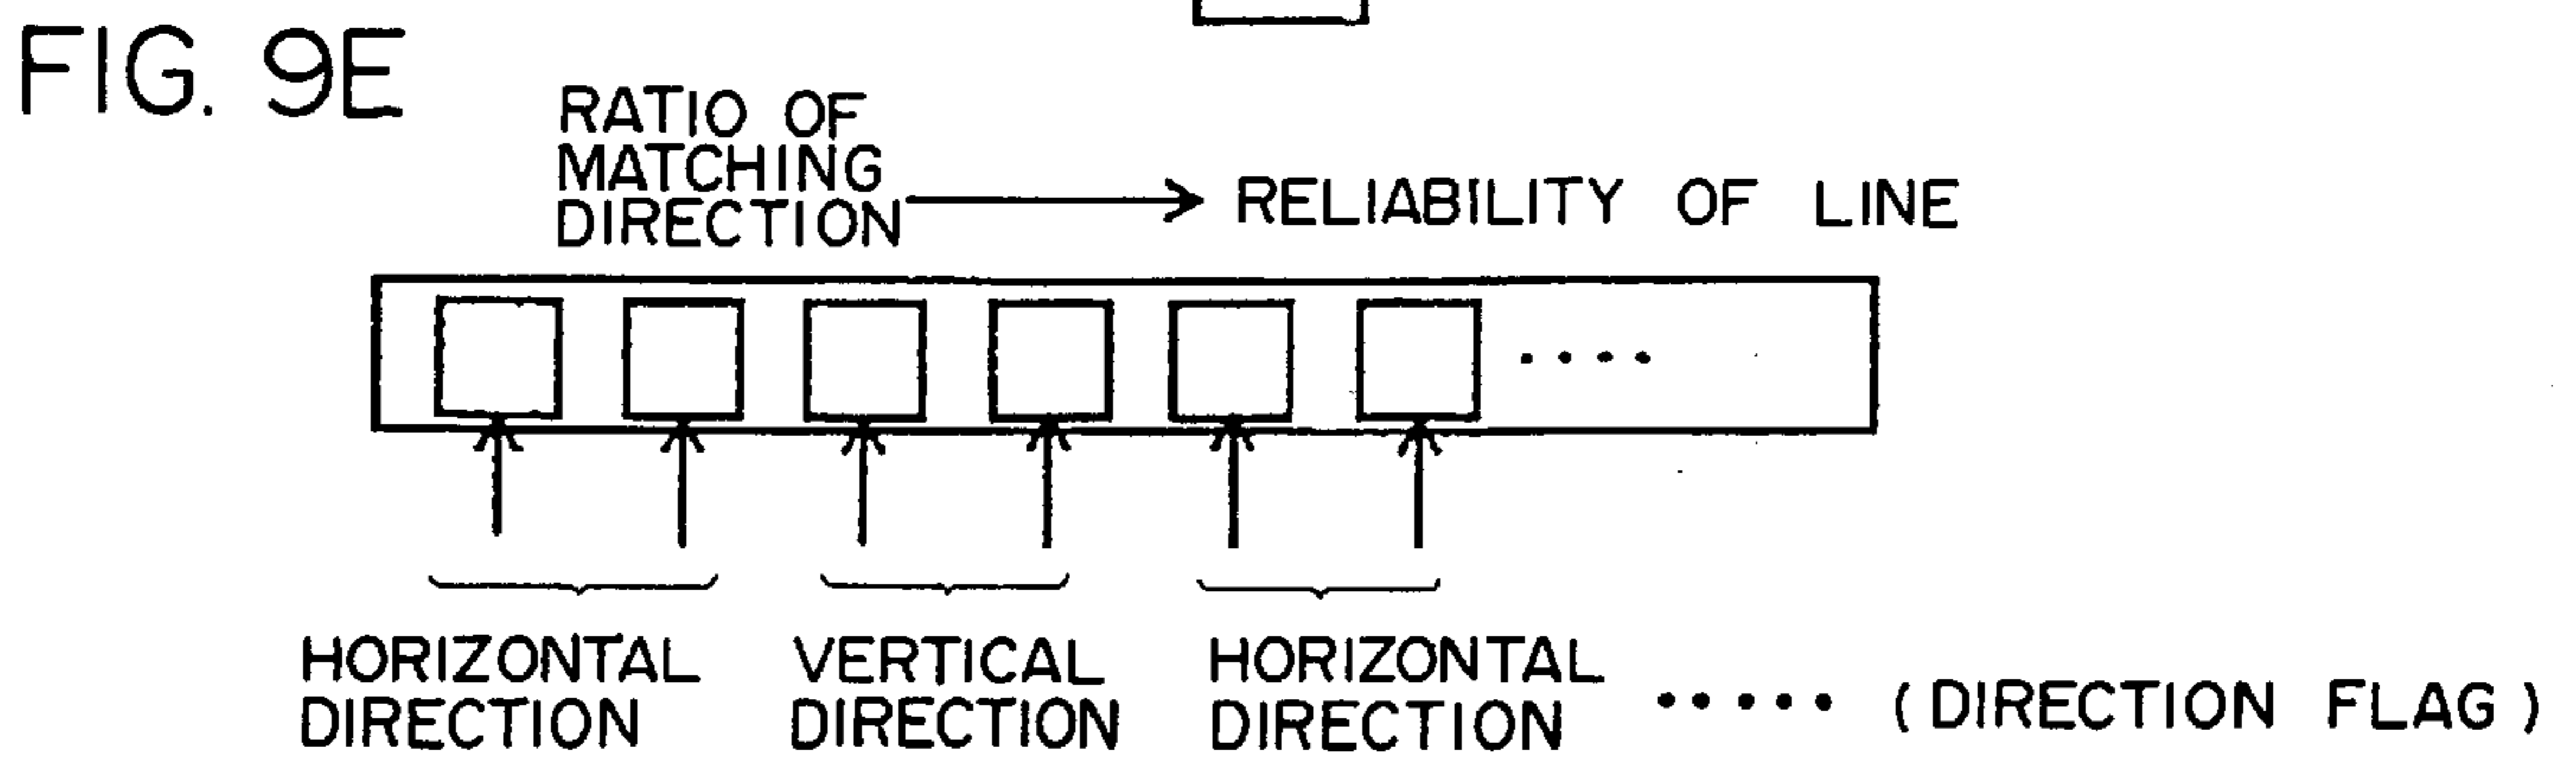 FIG. 9E
RATIO OF
MATCHING
DIRECTION
RELIABILITY OF LINE
....
HORIZONTAL
DIRECTION
VERTICAL
DIRECTION
HORIZONTAL
DIRECTION
..... (DIRECTION FLAG)